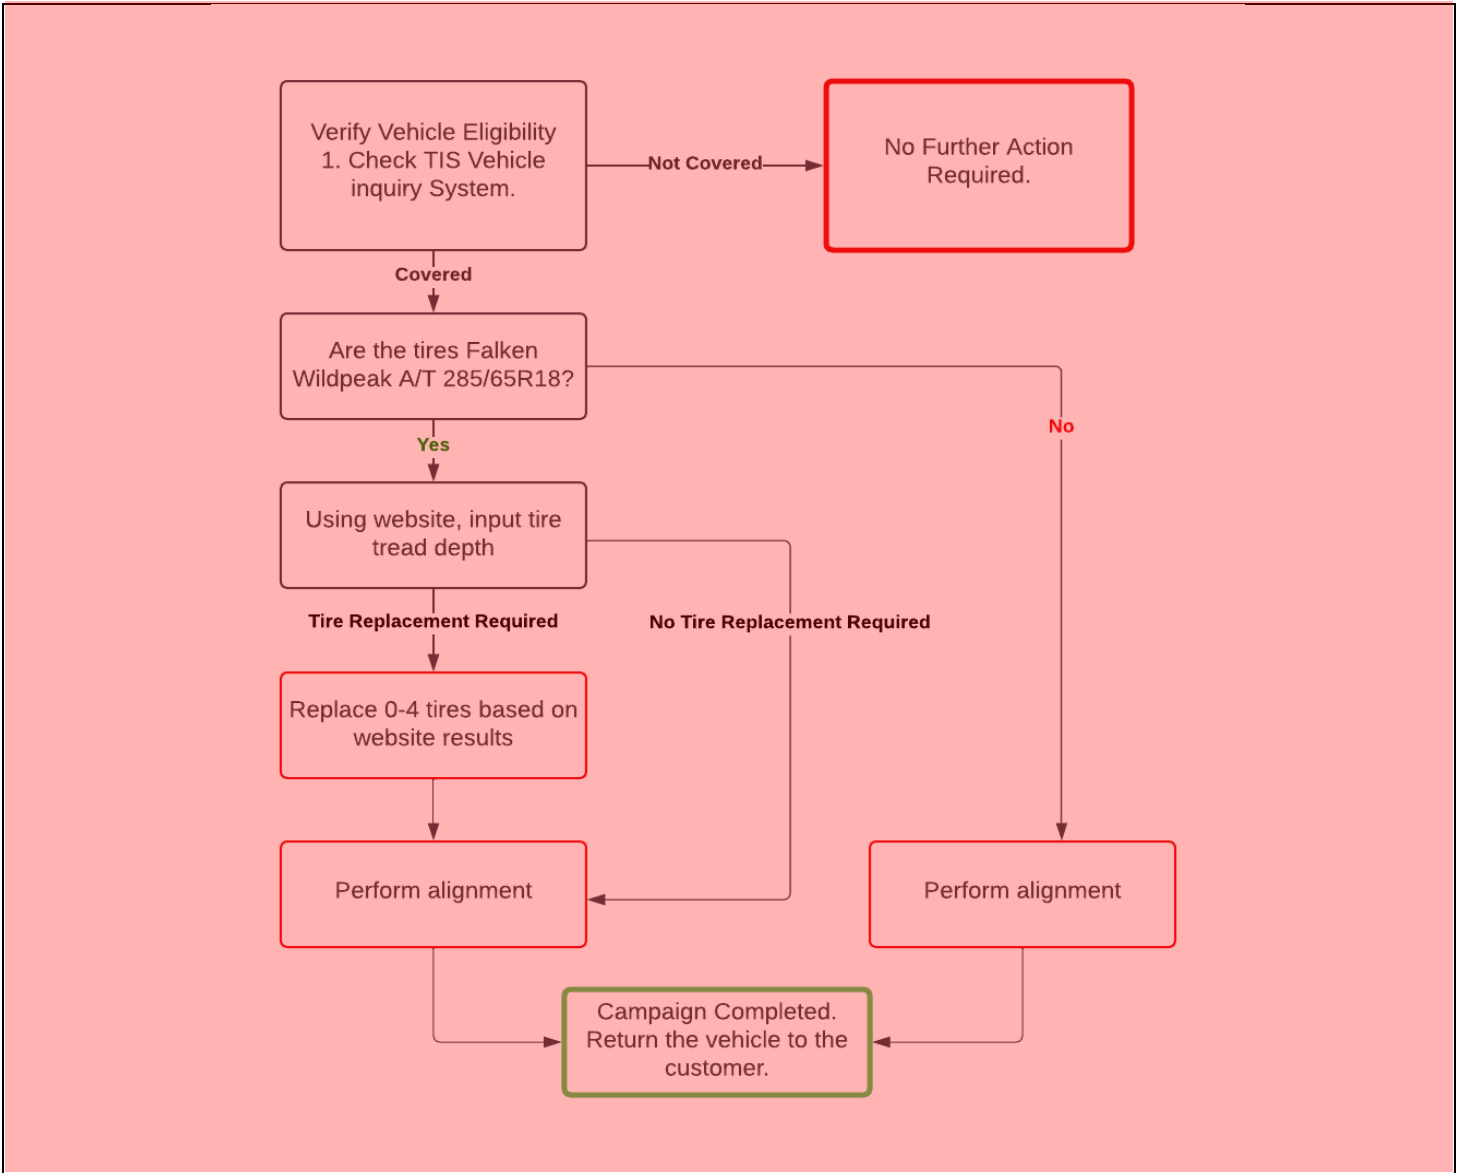 Verify Vehicle Eligibility
1. Check TIS Vehicle
inquiry System.
Not Covered
No Further Action
Required.
Covered
Are the tires Falken
Wildpeak A/T 285/65R18?
No
Yes
Using website, input tire
tread depth
Tire Replacement Required
No Tire Replacement Required
Replace 0-4 tires based on
website results
Perform alignment
Perform alignment
Campaign Completed.
Return the vehicle to the
customer.